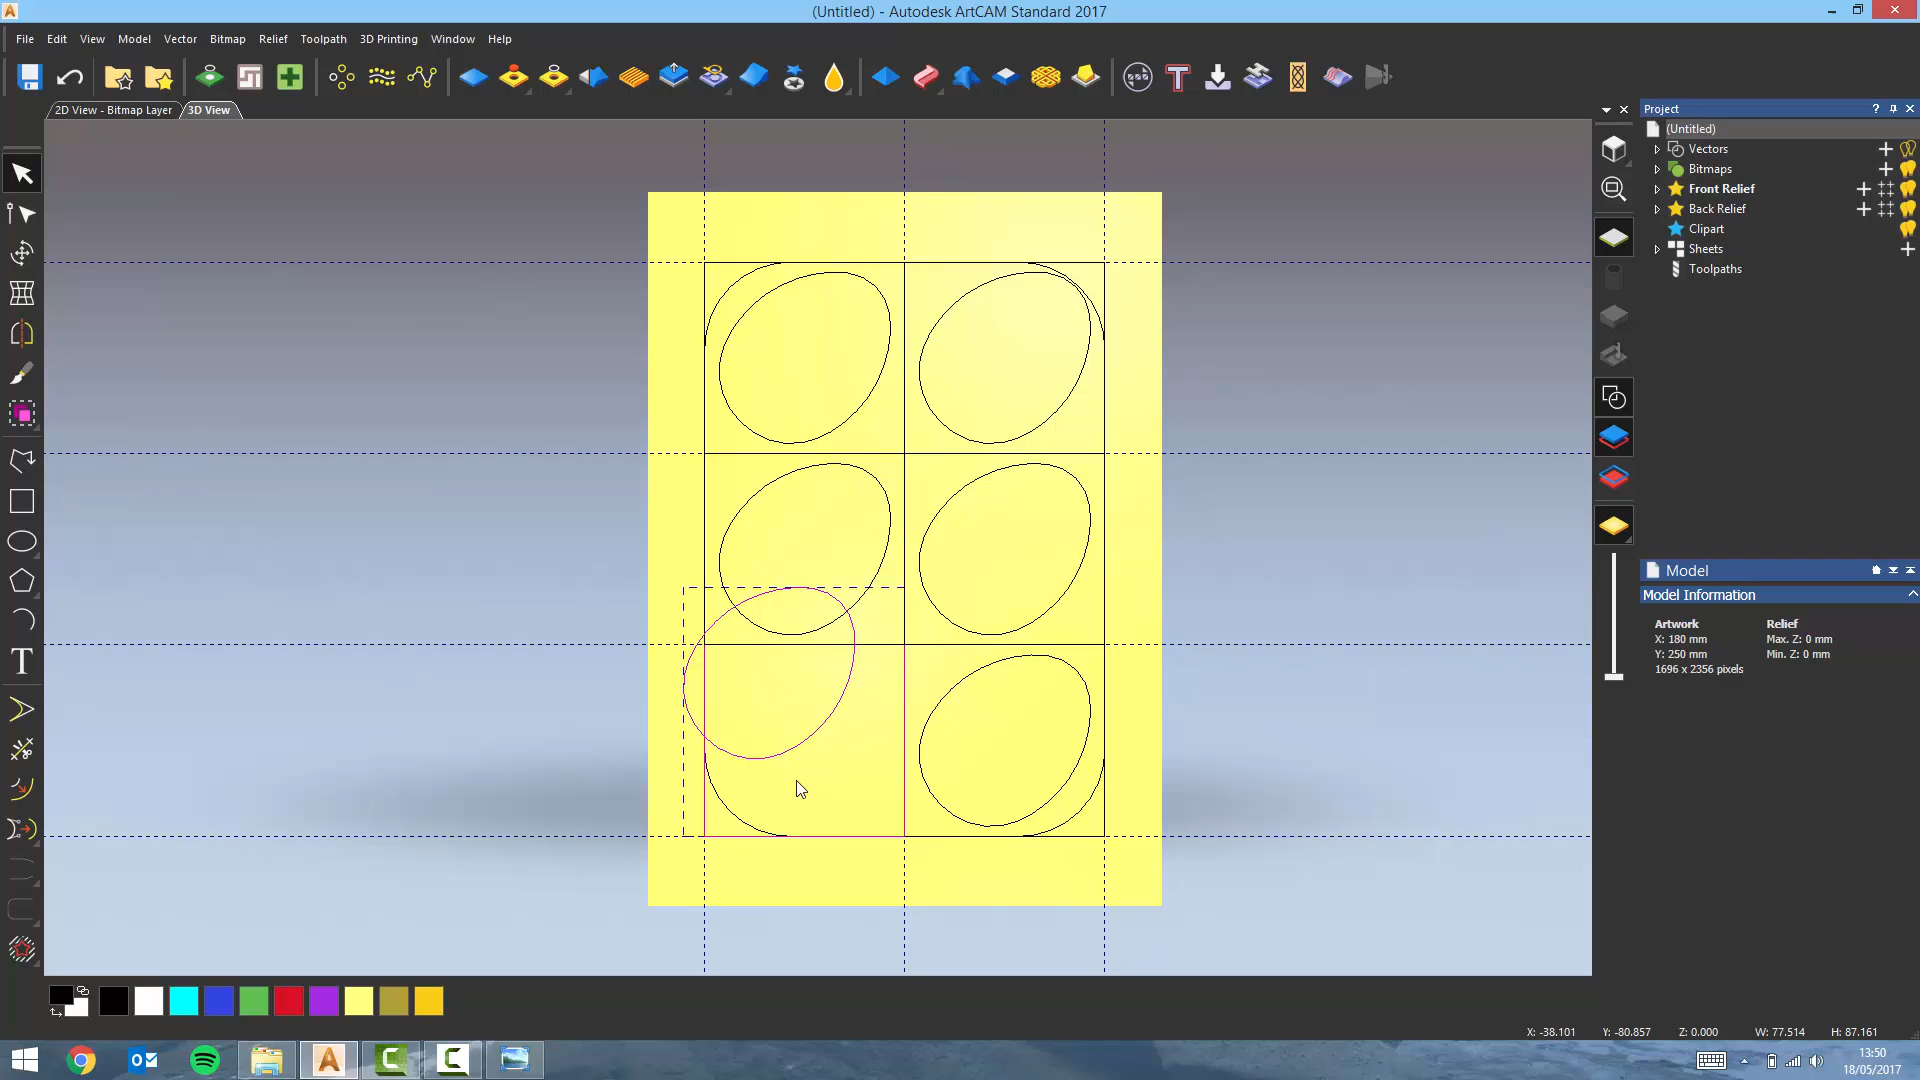 (Untitled) - Autodesk ArtCAM Standard 2017
File Edit View Model Vector Bitmap Relief Toolpath 3D Printing Window Help
2D View - Bitmap Layer 3D View
Project
(Untitled)
Vectors
Bitmaps
Front Relief
Back Relief
Clipart
Sheets
Toolpaths
Model
Model Information
Artwork Relief
X: 180 mm Max. Z: 0 mm
Y: 250 mm Min. Z: 0 mm
1696 x 2356 pixels
X: -38.101 Y: -80.857 Z: 0.000 W: 77.514 H: 87.161
13:50
18/05/2017